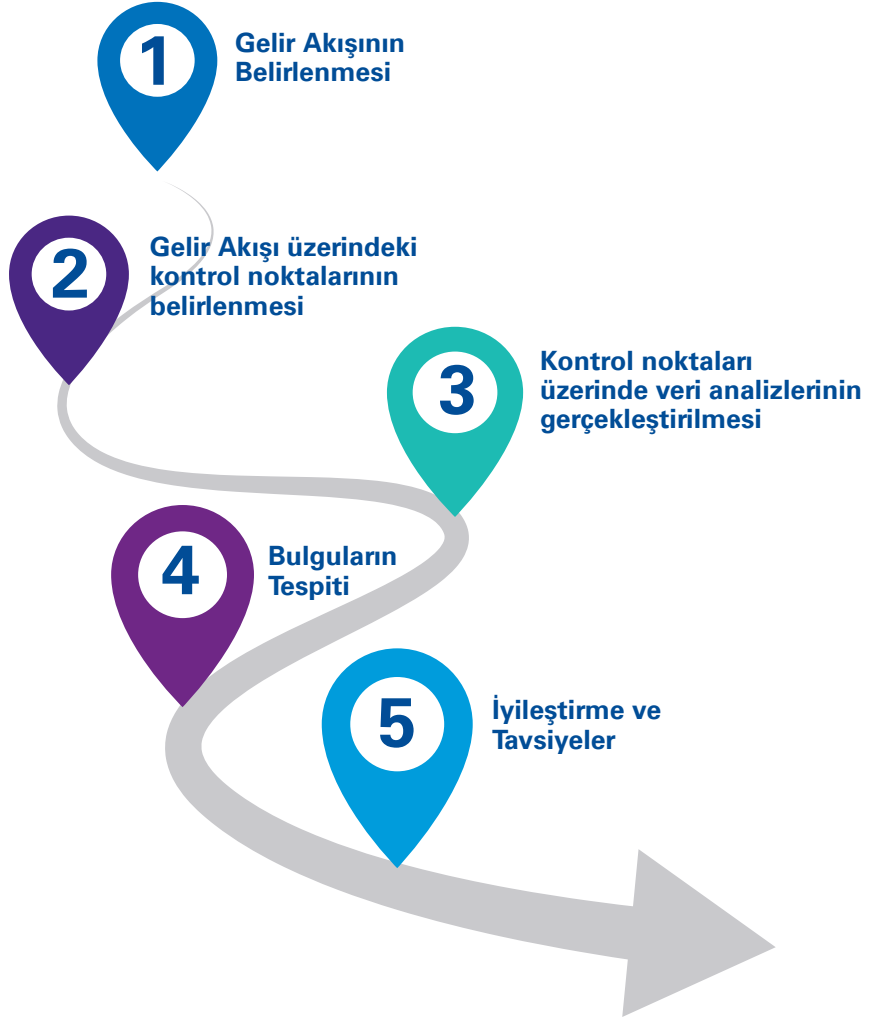 1
Gelir Akışının
Belirlenmesi
2
Gelir Akışı üzerindeki
kontrol noktalarının
belirlenmesi
3
Kontrol noktaları
üzerinde veri analizlerinin
gerçekleştirilmesi
4
Bulguların
Tespiti
5
İyileştirme ve
Tavsiyeler